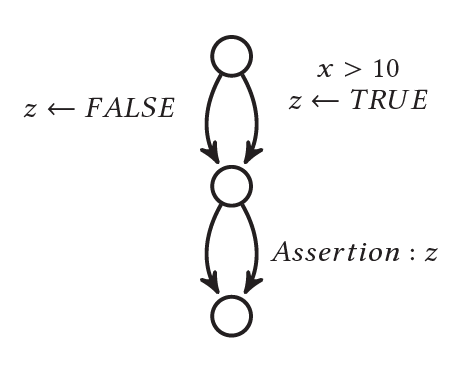 x > 10
z ← FALSE
z ← TRUE
Assertion : z